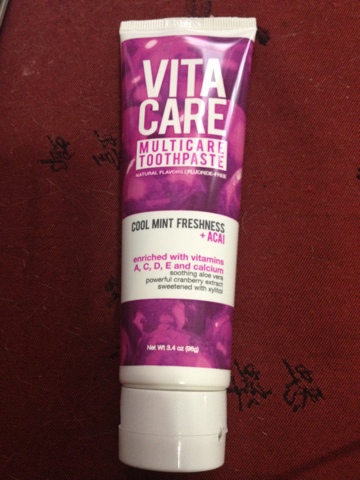 VITA
CARE
MULTICARE
TOOTHPASTE
NATURAL FLAVORS | FLUORIDE-FREE
COOL MINT FRESHNESS
+ ACAI
enriched with vitamins
A, C, D, E and calcium
soothing aloe vera
powerful cranberry extract
sweetened with xylitol
Net Wt 3.4 oz (96g)